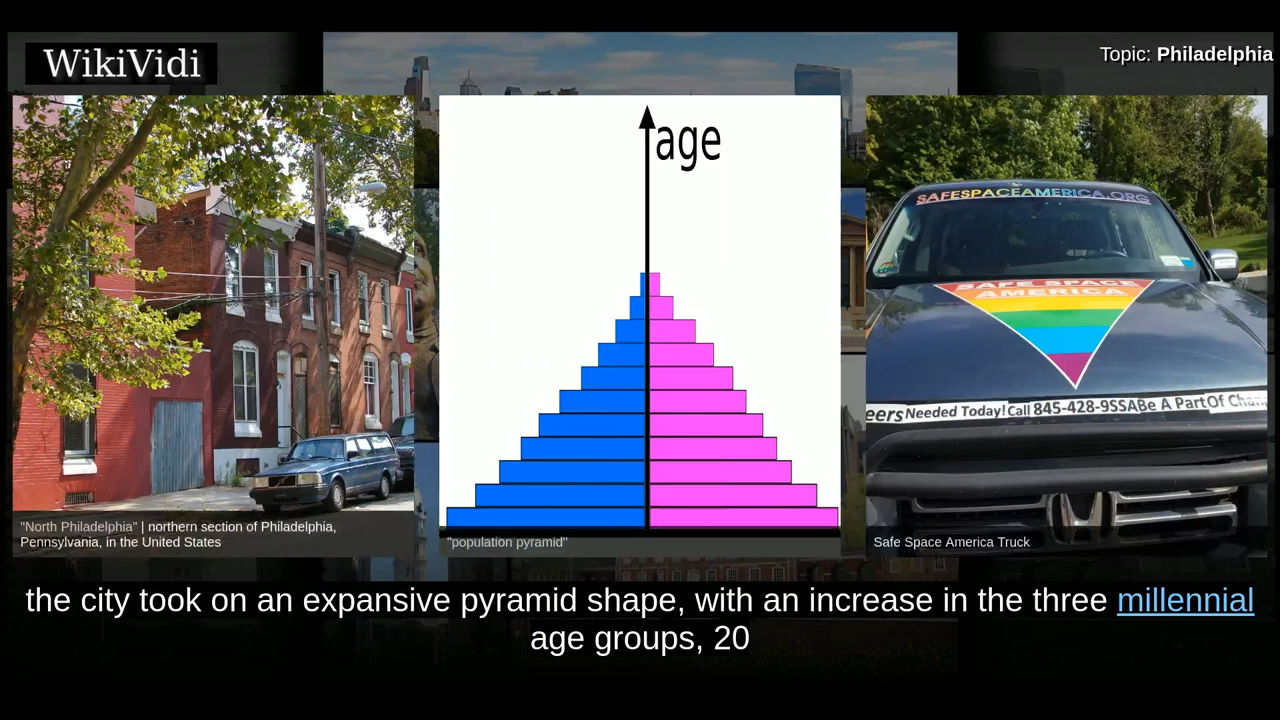 WikiVidi
Topic: Philadelphia
age
SAFESPACEAMERICA.ORG
SAFE SPACE
AMERICA
eers Needed Today! Call 845-428-9SSA Be A Part Of
"North Philadelphia" | northern section of Philadelphia,
Pennsylvania, in the United States
"population pyramid"
Safe Space America Truck
the city took on an expansive pyramid shape, with an increase in the three millennial
age groups, 20